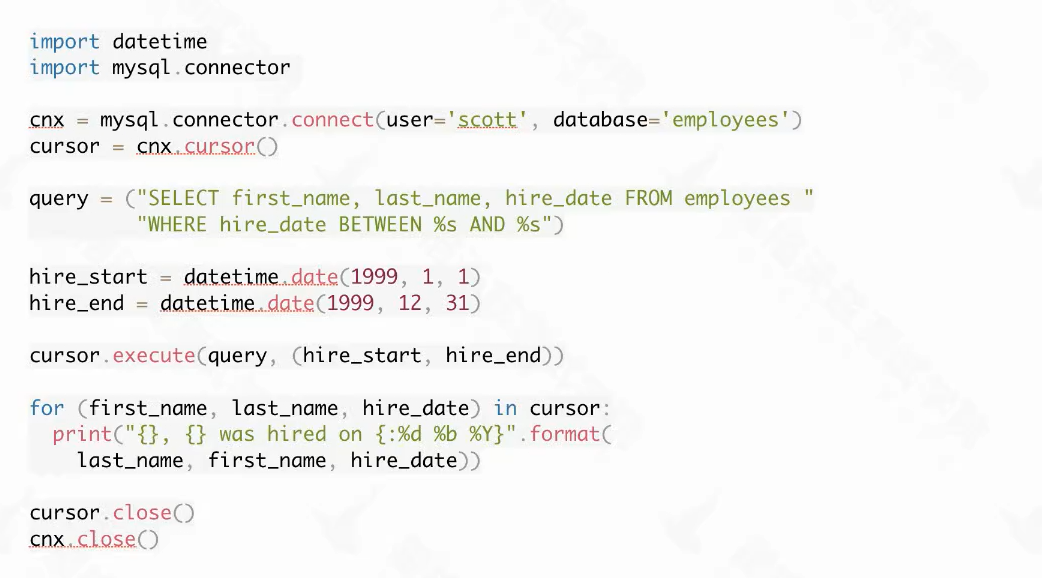 import datetime
import mysql.connector
cnx = mysql.connector.connect(user='scott', database='employees')
cursor = cnx.cursor()
query = ("SELECT first_name, last_name, hire_date FROM employees "
"WHERE hire_date BETWEEN %s AND %s")
hire_start = datetime.date(1999, 1, 1)
hire_end = datetime.date(1999, 12, 31)
cursor.execute(query, (hire_start, hire_end))
for (first_name, last_name, hire_date) in cursor:
print("{}, {} was hired on {:%d %b %Y}".format(
last_name, first_name, hire_date))
cursor.close()
cnx.close()